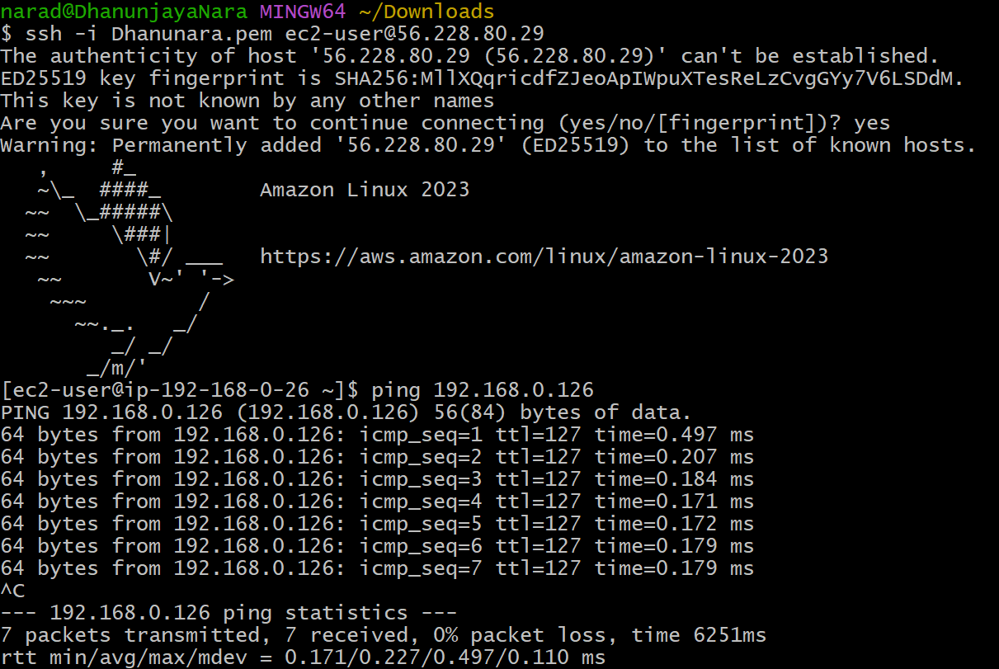 narad@DhanunjayaNara MINGW64 ~/Downloads
$ ssh -i Dhanunara.pem ec2-user@56.228.80.29
The authenticity of host '56.228.80.29 (56.228.80.29)' can't be established.
ED25519 key fingerprint is SHA256:MllXQqricdfZJeoApIWpuXTesReLzCvgGYy7V6LSDdM.
This key is not known by any other names
Are you sure you want to continue connecting (yes/no/[fingerprint])? yes
Warning: Permanently added '56.228.80.29' (ED25519) to the list of known hosts.
   ,     #_
   ~\_  ####_        Amazon Linux 2023
  ~~  \_#####\
  ~~     \###|
  ~~       \#/ ___   https://aws.amazon.com/linux/amazon-linux-2023
   ~~       V~' '->
    ~~~         /
      ~~._.   _/
         _/ _/
       _/m/'
[ec2-user@ip-192-168-0-26 ~]$ ping 192.168.0.126
PING 192.168.0.126 (192.168.0.126) 56(84) bytes of data.
64 bytes from 192.168.0.126: icmp_seq=1 ttl=127 time=0.497 ms
64 bytes from 192.168.0.126: icmp_seq=2 ttl=127 time=0.207 ms
64 bytes from 192.168.0.126: icmp_seq=3 ttl=127 time=0.184 ms
64 bytes from 192.168.0.126: icmp_seq=4 ttl=127 time=0.171 ms
64 bytes from 192.168.0.126: icmp_seq=5 ttl=127 time=0.172 ms
64 bytes from 192.168.0.126: icmp_seq=6 ttl=127 time=0.179 ms
64 bytes from 192.168.0.126: icmp_seq=7 ttl=127 time=0.179 ms
^C
--- 192.168.0.126 ping statistics ---
7 packets transmitted, 7 received, 0% packet loss, time 6251ms
rtt min/avg/max/mdev = 0.171/0.227/0.497/0.110 ms